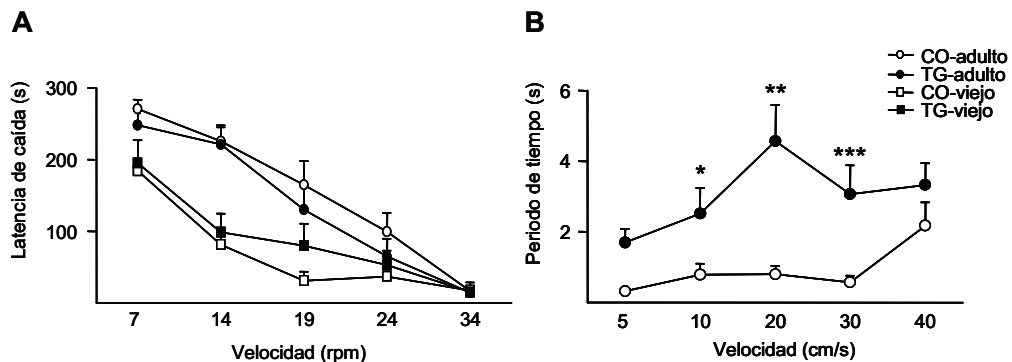 A
Latencia de caída (s)
300
200
100
7 14 19 24 34
Velocidad (rpm)
B
CO-adulto
TG-adulto
CO-viejo
TG-viejo
Periodo de tiempo (s)
6
4
2
*
**
***
5 10 20 30 40
Velocidad (cm/s)